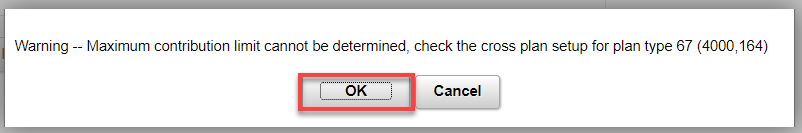 Warning -- Maximum contribution limit cannot be determined, check the cross plan setup for plan type 67 (4000,164)
OK Cancel